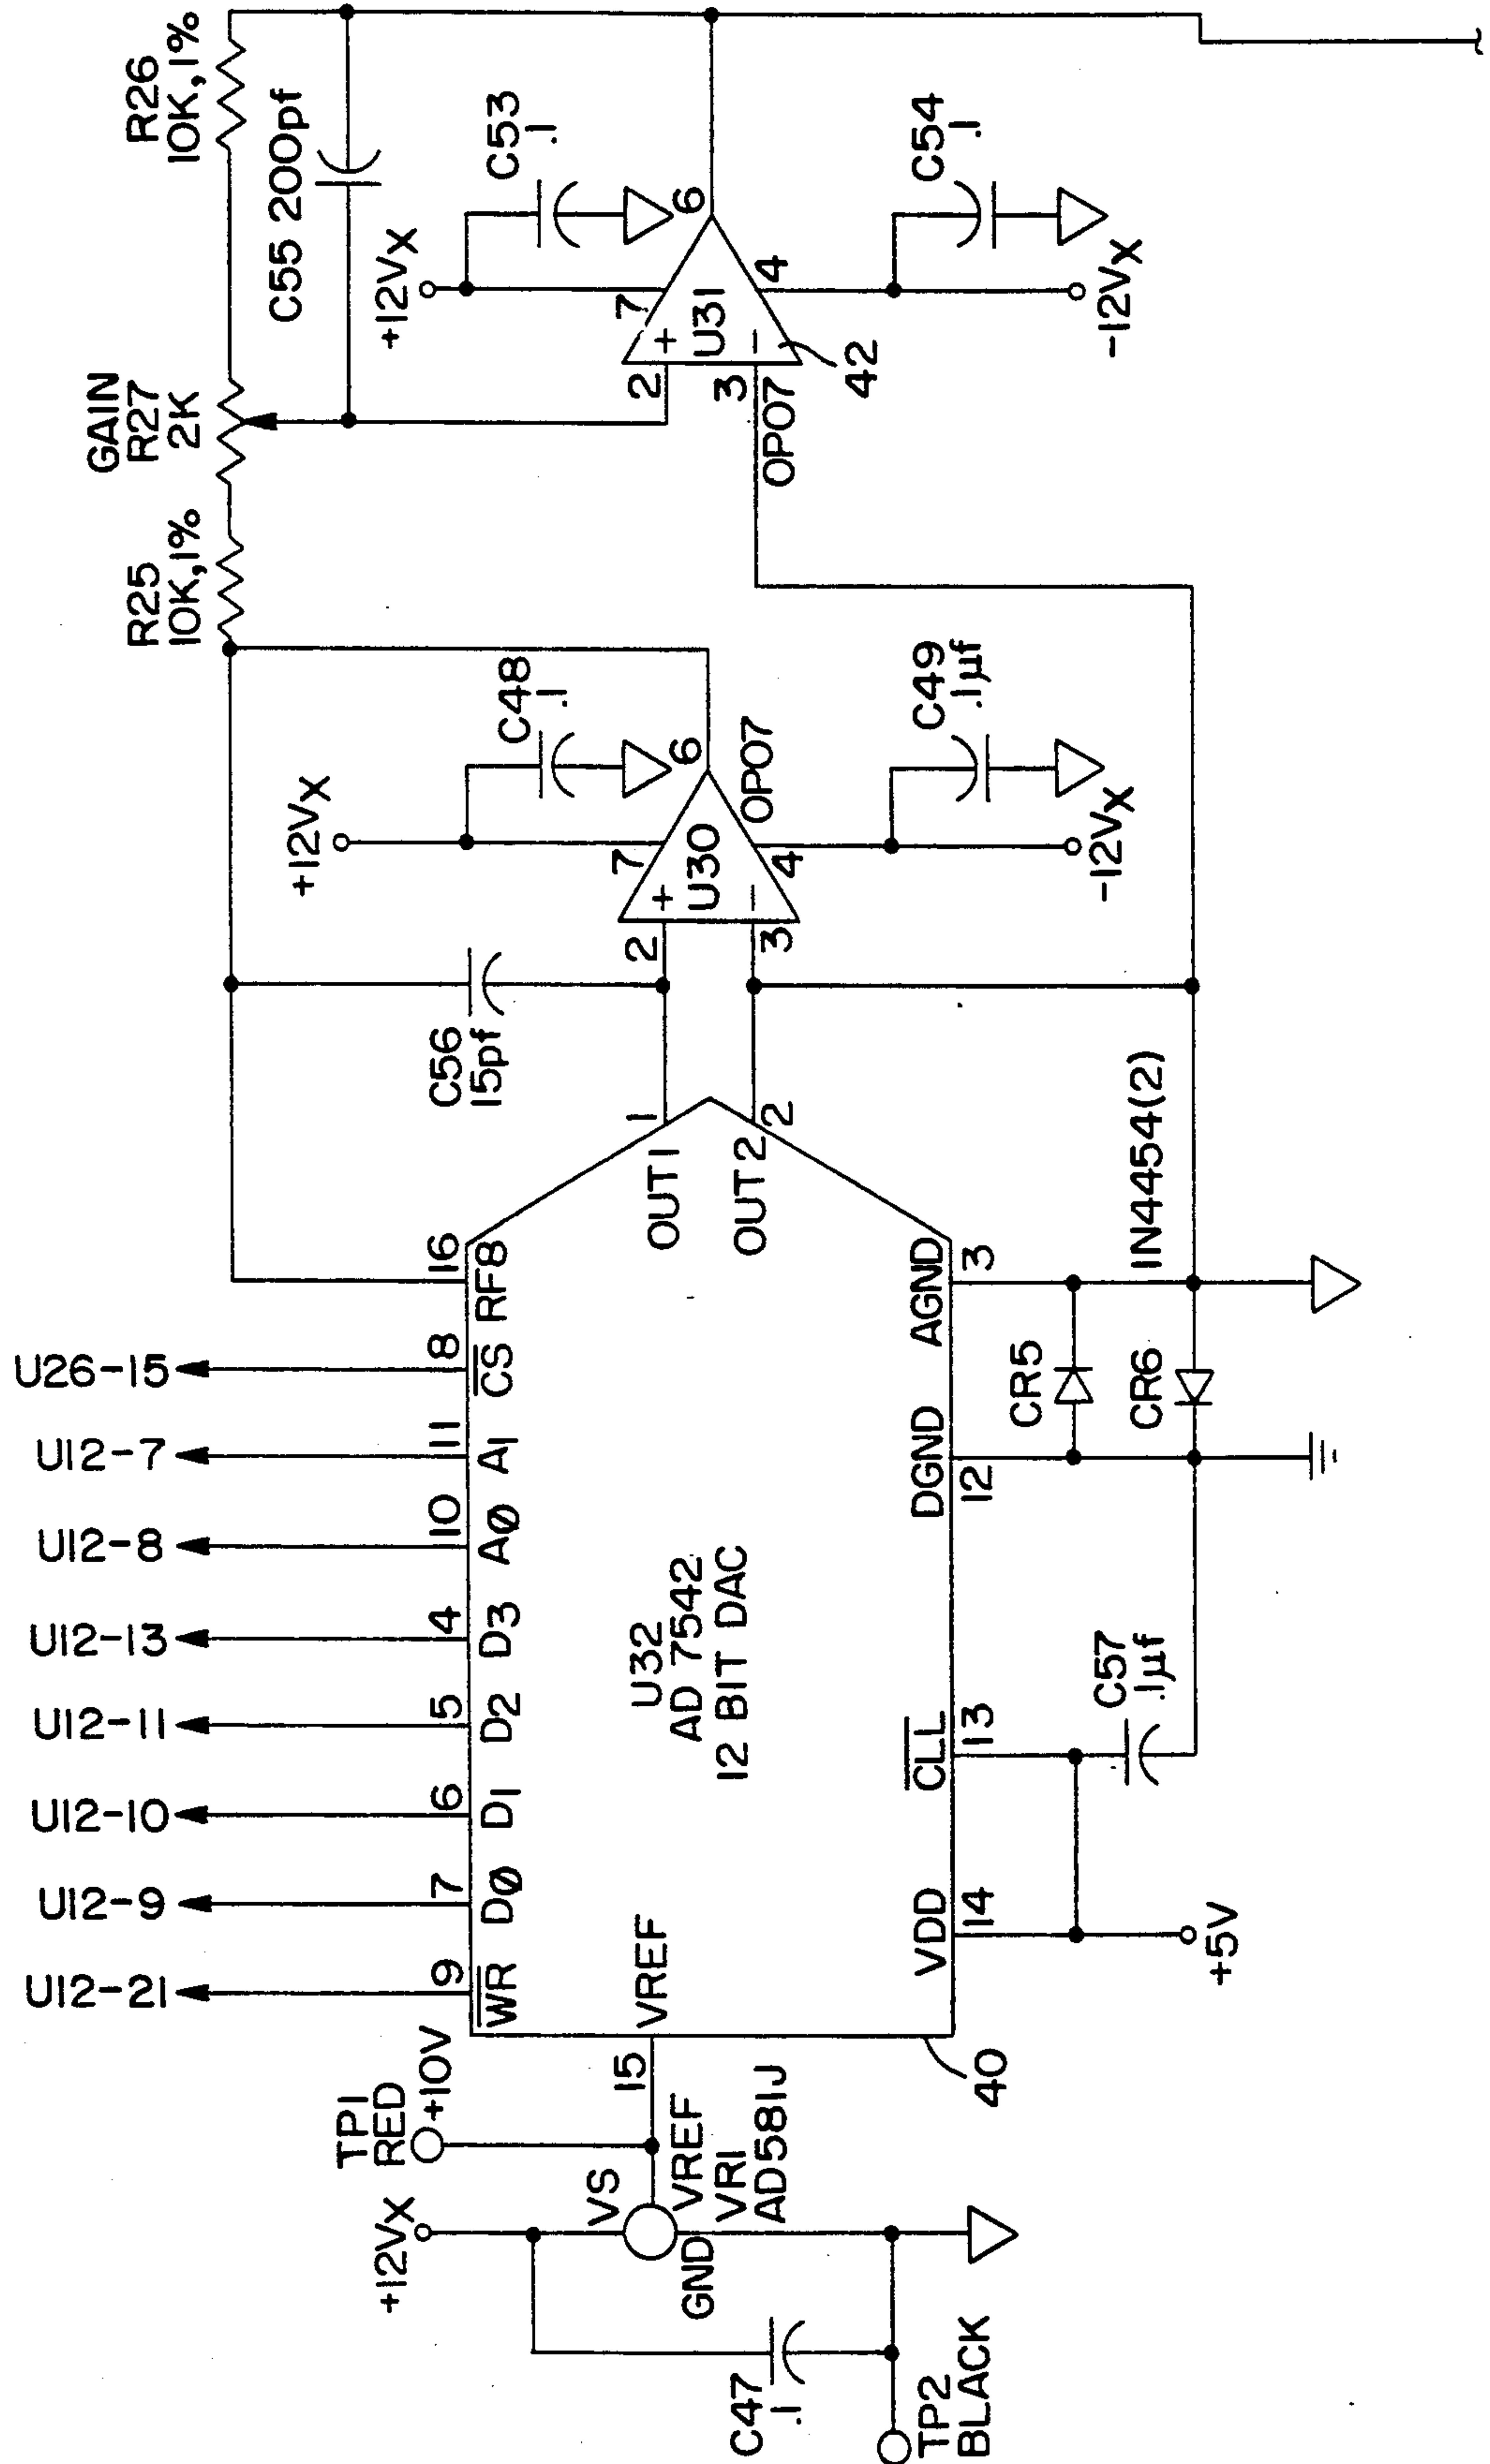 TP1
RED
+10V
+12VX
VS
VREF
VR1
AD581J
GND
C47
.1
TP2
BLACK
U12-21
U12-9
U12-10
U12-11
U12-13
U12-8
U12-7
U26-15
9
7
6
5
4
10
11
8
16
WR
DØ
D1
D2
D3
AØ
A1
CS
RFB
15
VREF
U32
AD 7542
12 BIT DAC
OUT1
1
OUT2
2
VDD
14
CLL
13
DGND
12
AGND
3
40
+5V
C57
.1µf
CR5
CR6
1N4454(2)
C56
15pf
+12VX
C48
.1
2
+
7
U30
6
3
−
4
OP07
C49
.1µf
-12VX
R25
10K,1%
GAIN
R27
2K
R26
10K,1%
C55 200pf
+12VX
C53
.1
2
+
7
U31
6
3
−
4
OP07
42
C54
.1
-12VX